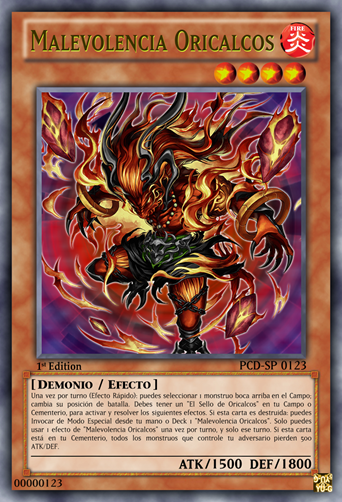 Malevolencia Oricalcos
FIRE
炎
1st Edition
PCD-SP 0123
[ Demonio / Efecto ]
Una vez por turno (Efecto Rápido): puedes seleccionar 1 monstruo boca arriba en el Campo;
cambia su posición de batalla. Debes tener un "El Sello de Oricalcos" en tu Campo o
Cementerio, para activar y resolver los siguientes efectos. Si esta carta es destruida: puedes
Invocar de Modo Especial desde tu mano o Deck 1 "Malevolencia Oricalcos". Solo puedes
usar 1 efecto de "Malevolencia Oricalcos" una vez por turno, y solo ese turno. Si esta carta
está en tu Cementerio, todos los monstruos que controle tu adversario pierden 500
ATK/DEF.
ATK/1500 DEF/1800
00000123